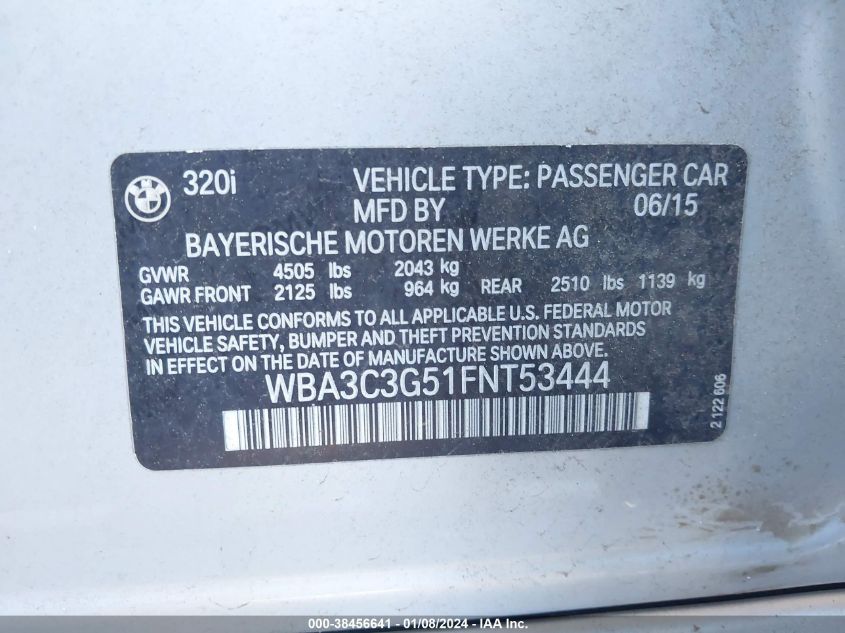 320i VEHICLE TYPE: PASSENGER CAR
MFD BY 06/15
BAYERISCHE MOTOREN WERKE AG
GVWR 4505 lbs 2043 kg
GAWR FRONT 2125 lbs 964 kg REAR 2510 lbs 1139 kg
THIS VEHICLE CONFORMS TO ALL APPLICABLE U.S. FEDERAL MOTOR
VEHICLE SAFETY, BUMPER AND THEFT PREVENTION STANDARDS
IN EFFECT ON THE DATE OF MANUFACTURE SHOWN ABOVE.
WBA3C3G51FNT53444
2 122 606
000-38456641 - 01/08/2024 - IAA Inc.